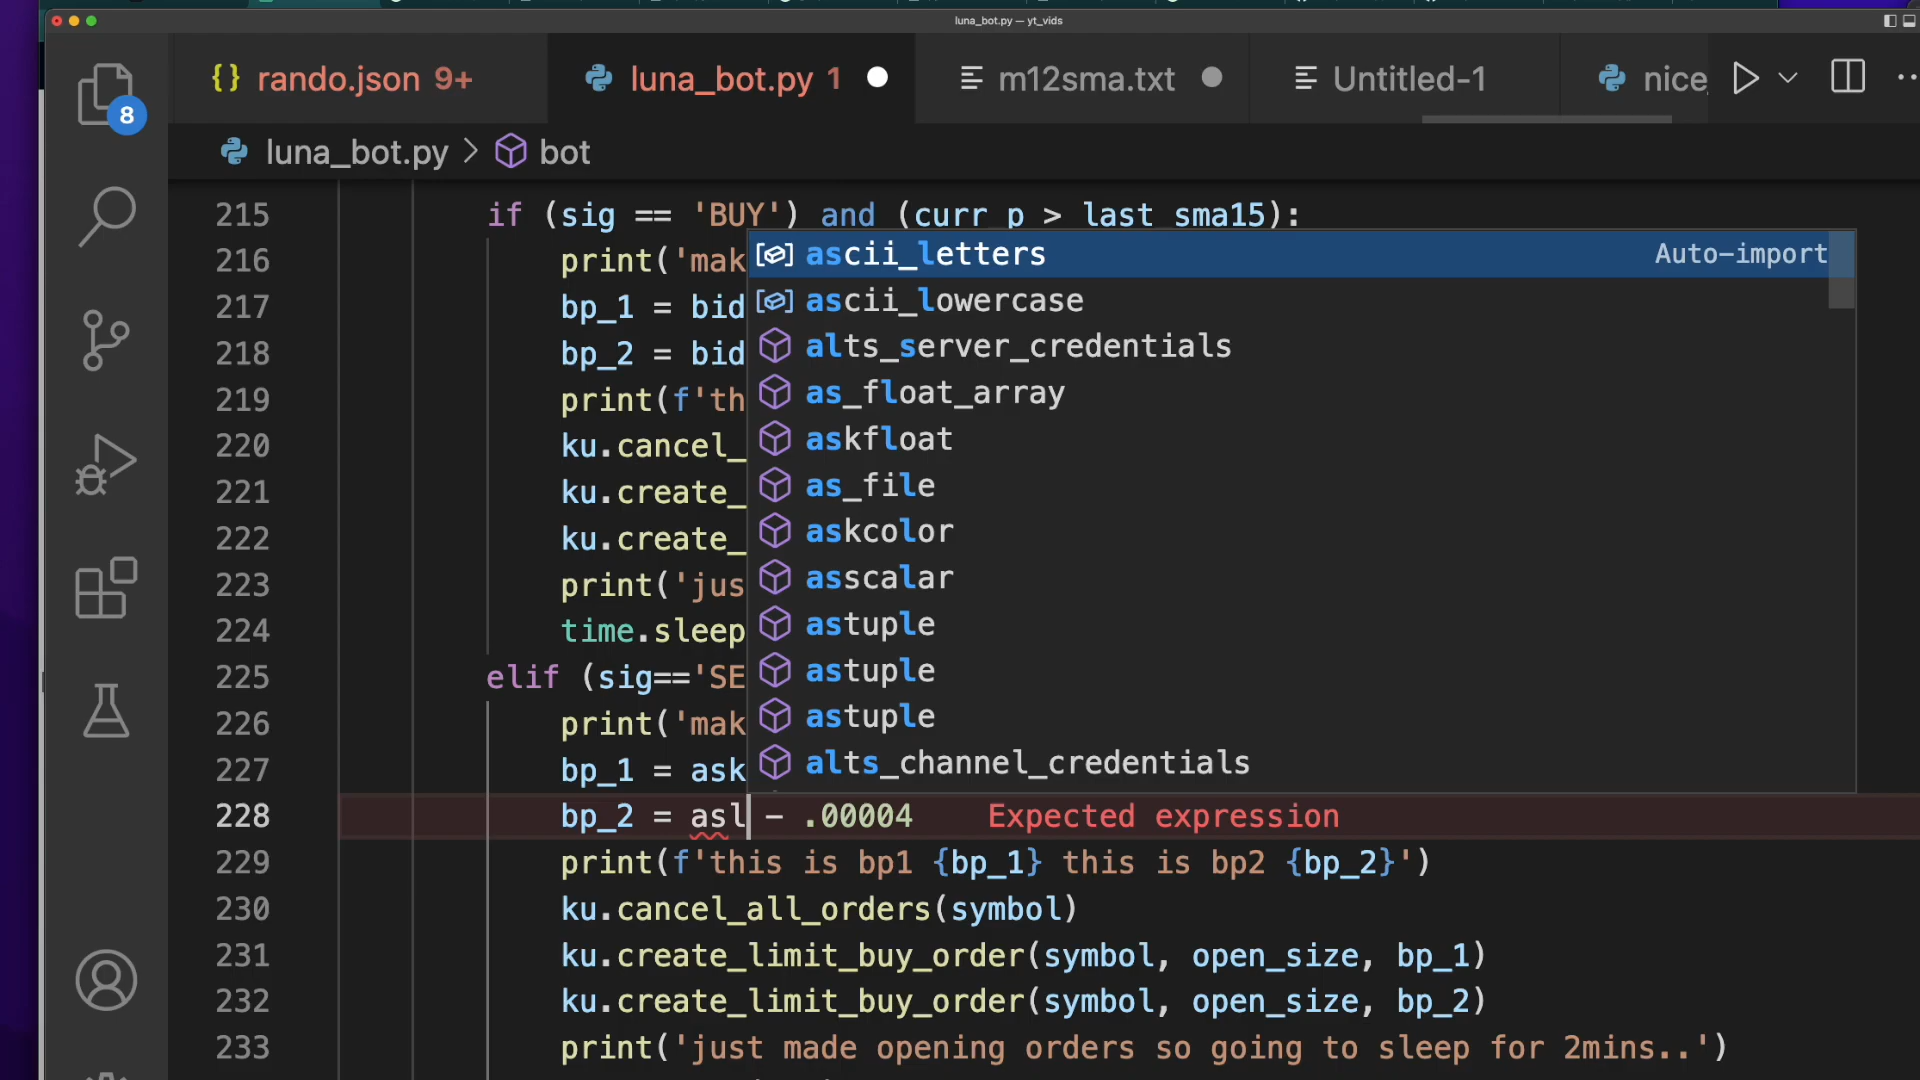 luna_bot.py — yt_vids
{} rando.json 9+ luna_bot.py 1 m12sma.txt Untitled-1 nice
8
luna_bot.py > bot
215 if (sig == 'BUY') and (curr_p > last_sma15):
216 print('mak
217 bp_1 = bid
218 bp_2 = bid
219 print(f'th
220 ku.cancel_
221 ku.create_
222 ku.create_
223 print('jus
224 time.sleep
225 elif (sig=='SE
226 print('mak
227 bp_1 = ask
ascii_letters Auto-import
ascii_lowercase
alts_server_credentials
as_float_array
askfloat
as_file
askcolor
asscalar
astuple
astuple
astuple
alts_channel_credentials
228 bp_2 = asl - .00004 Expected expression
229 print(f'this is bp1 {bp_1} this is bp2 {bp_2}')
230 ku.cancel_all_orders(symbol)
231 ku.create_limit_buy_order(symbol, open_size, bp_1)
232 ku.create_limit_buy_order(symbol, open_size, bp_2)
233 print('just made opening orders so going to sleep for 2mins..')